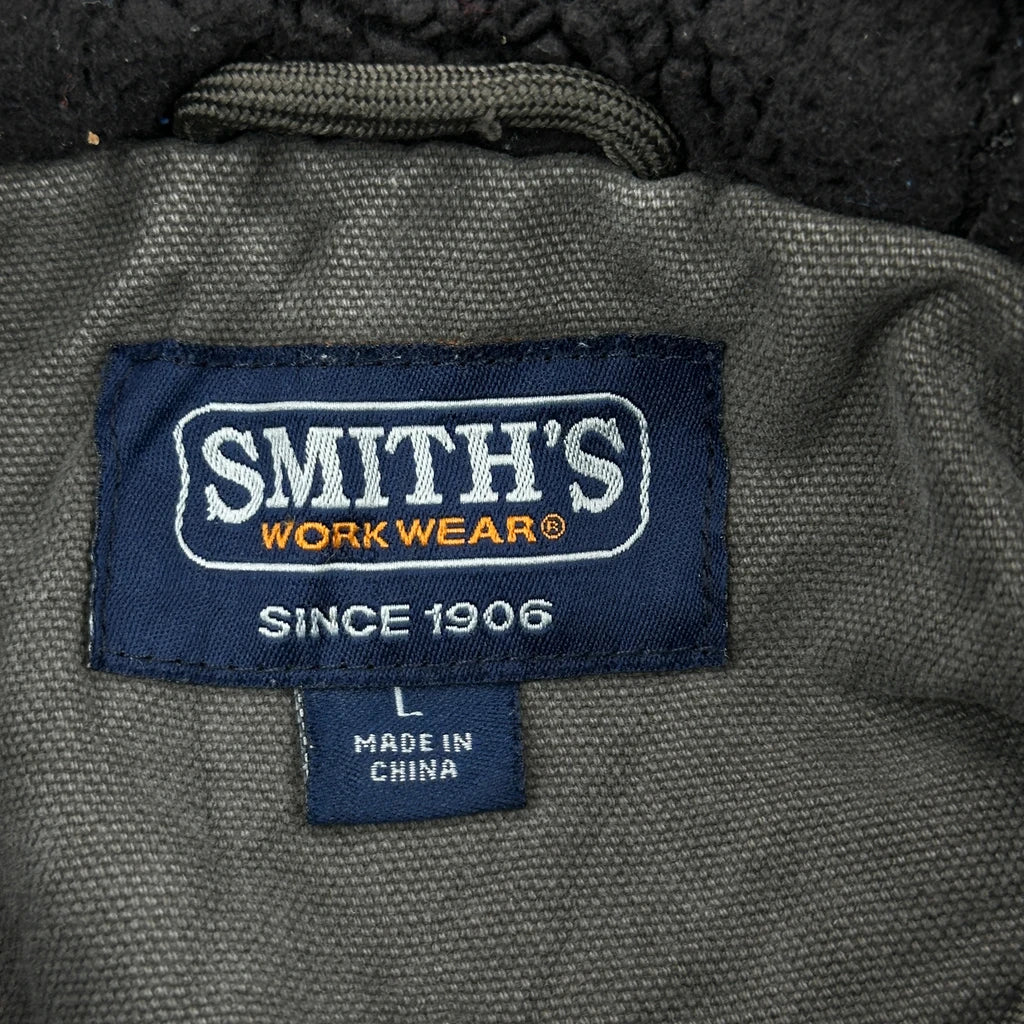 SMITH'S
WORKWEAR®
SINCE 1906
L
MADE IN
CHINA